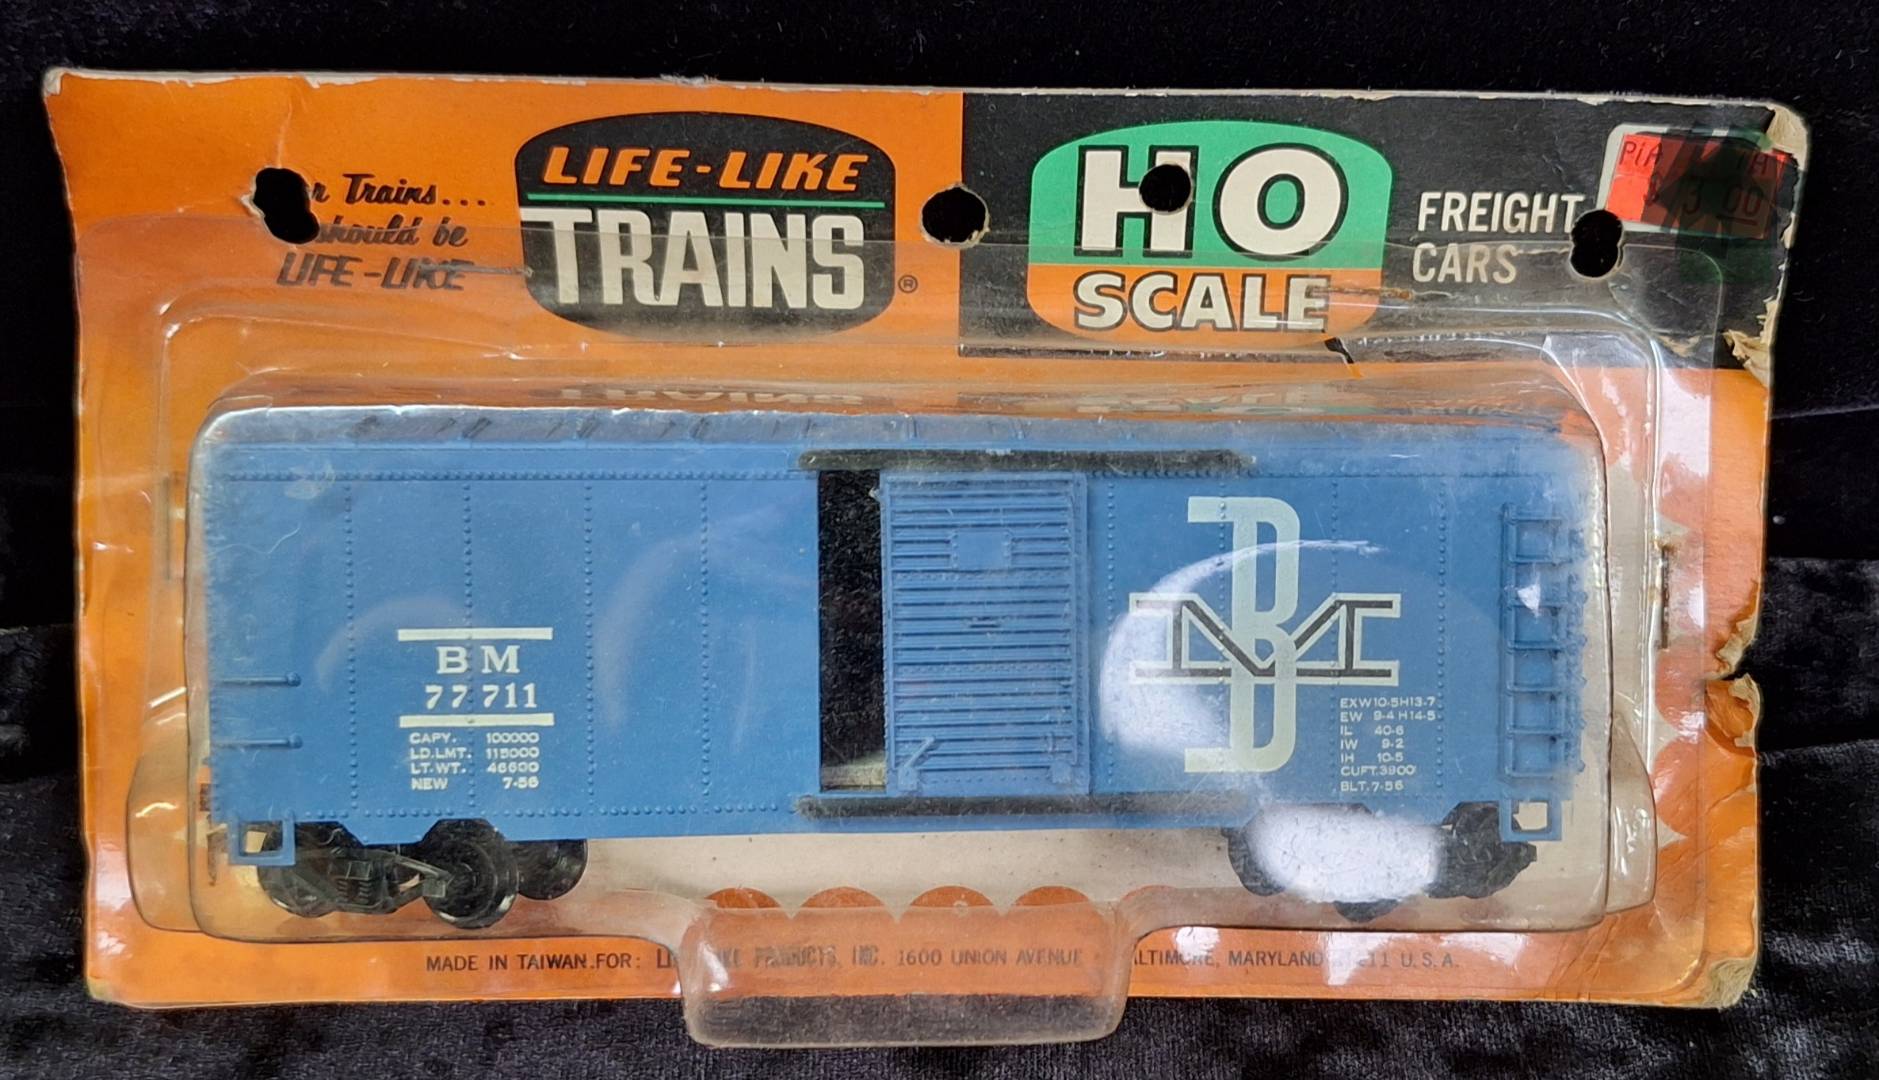 Trains...
should be
LIFE-LIKE
LIFE-LIKE
TRAINS
®
HO
SCALE
FREIGHT
CARS
3 00
BM
77711
CAPY. 100000
LD.LMT. 115000
LT.WT. 46600
NEW 7-56
BM
EXW10-5H13-7
EW 9-4 H14-5
IL 40-6
IW 9-2
IH 10-5
CUFT.3900
BLT.7-56
MADE IN TAIWAN FOR: PRODUCTS, INC. 1600 UNION AVENUE MARYLAND U.S.A.